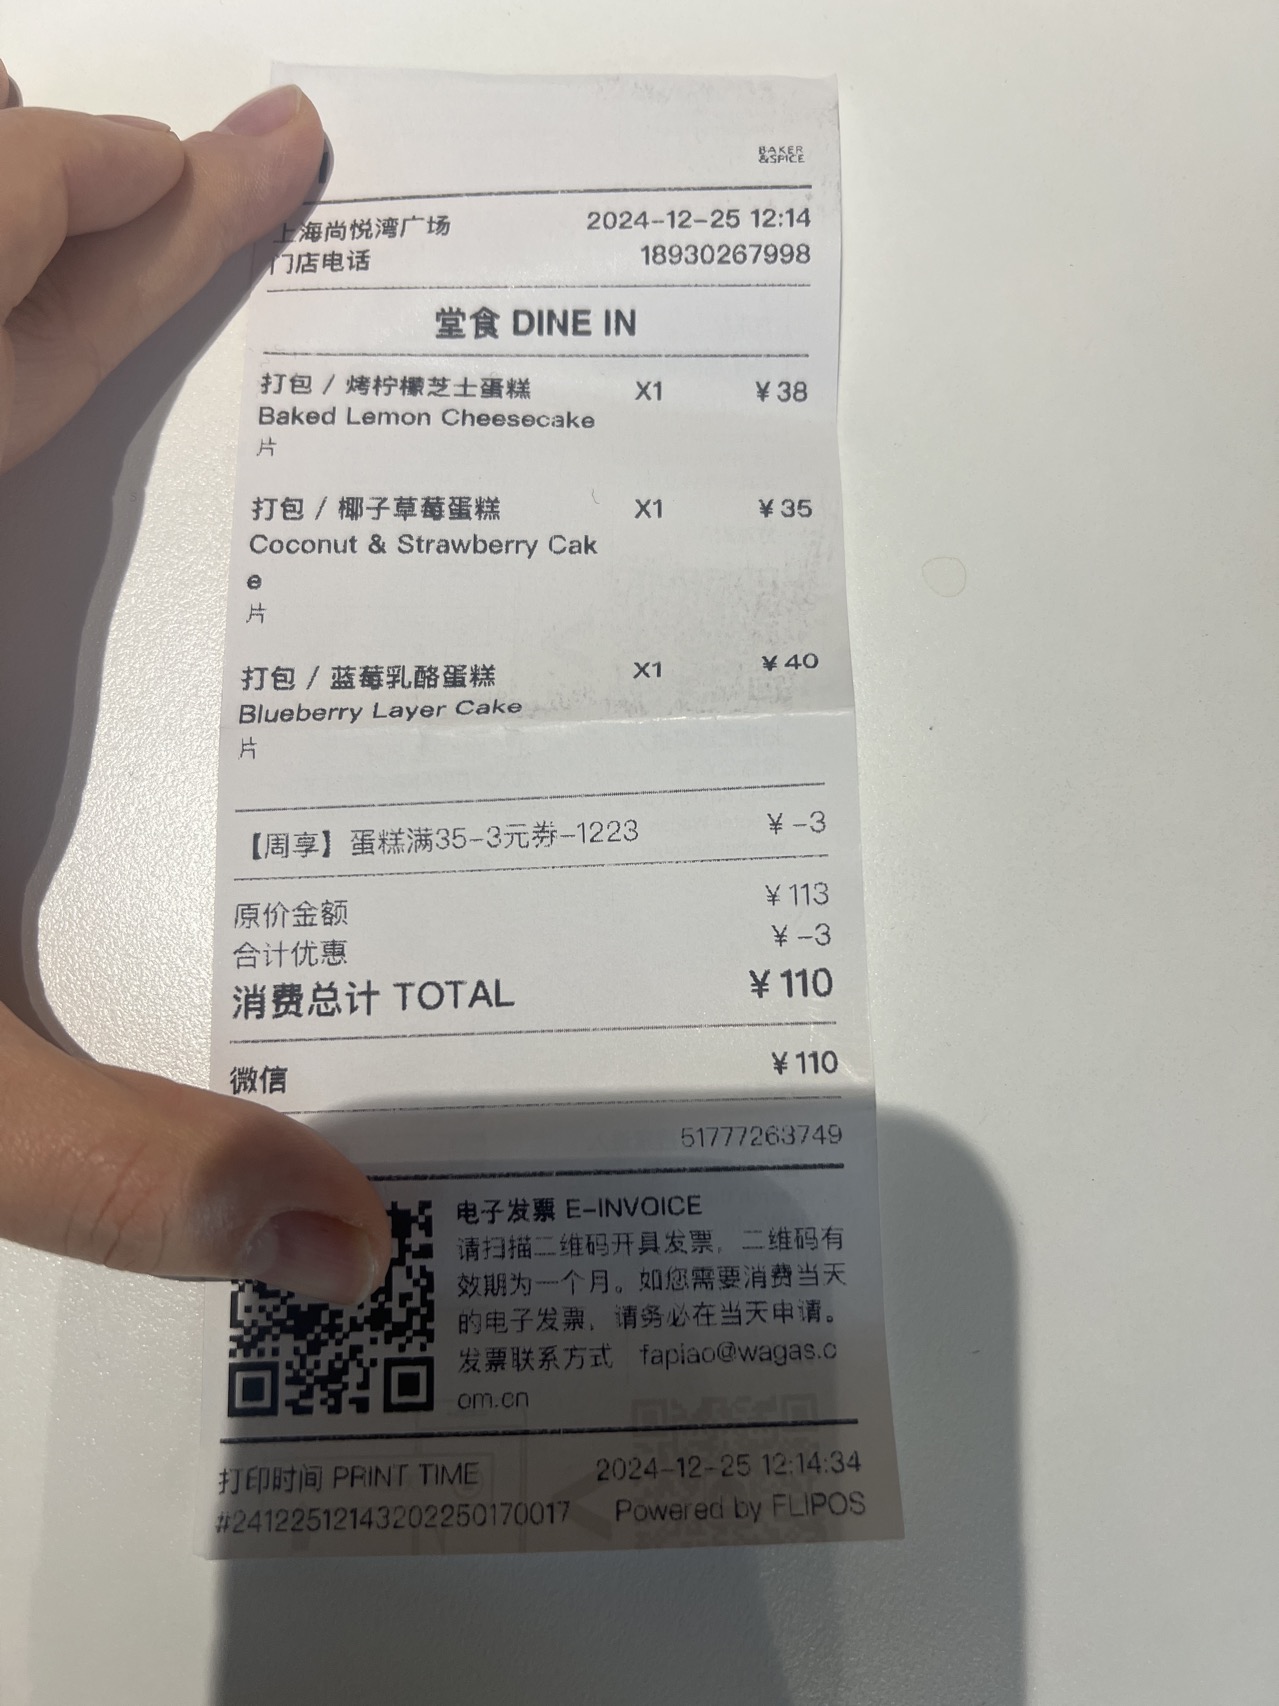 BAKER
&SPICE
上海尚悦湾广场 2024-12-25 12:14
门店电话 18930267998
堂食 DINE IN
打包 / 烤柠檬芝士蛋糕 X1 ¥38
Baked Lemon Cheesecake
片
打包 / 椰子草莓蛋糕 X1 ¥35
Coconut & Strawberry Cak
e
片
打包 / 蓝莓乳酪蛋糕 X1 ¥40
Blueberry Layer Cake
片
【周享】蛋糕满35-3元券-1223 ¥-3
原价金额 ¥113
合计优惠 ¥-3
消费总计 TOTAL ¥110
微信 ¥110
51777263749
电子发票 E-INVOICE
请扫描二维码开具发票，二维码有
效期为一个月。如您需要消费当天
的电子发票，请务必在当天申请。
发票联系方式 fapiao@wagas.c
om.cn
打印时间 PRINT TIME 2024-12-25 12:14:34
#24122512143202250170017 Powered by FLIPOS